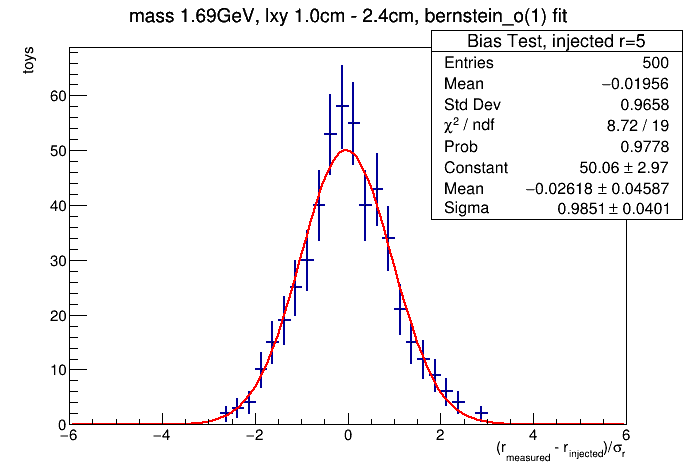 mass 1.69GeV, lxy 1.0cm - 2.4cm, bernstein_o(1) fit
toys
Bias Test, injected r=5
Entries 500
Mean −0.01956
Std Dev 0.9658
χ² / ndf 8.72 / 19
Prob 0.9778
Constant 50.06 ± 2.97
Mean −0.02618 ± 0.04587
Sigma 0.9851 ± 0.0401
60
50
40
30
20
10
0
−6 −4 −2 0 2 4 6
(r_measured - r_injected)/σ_r